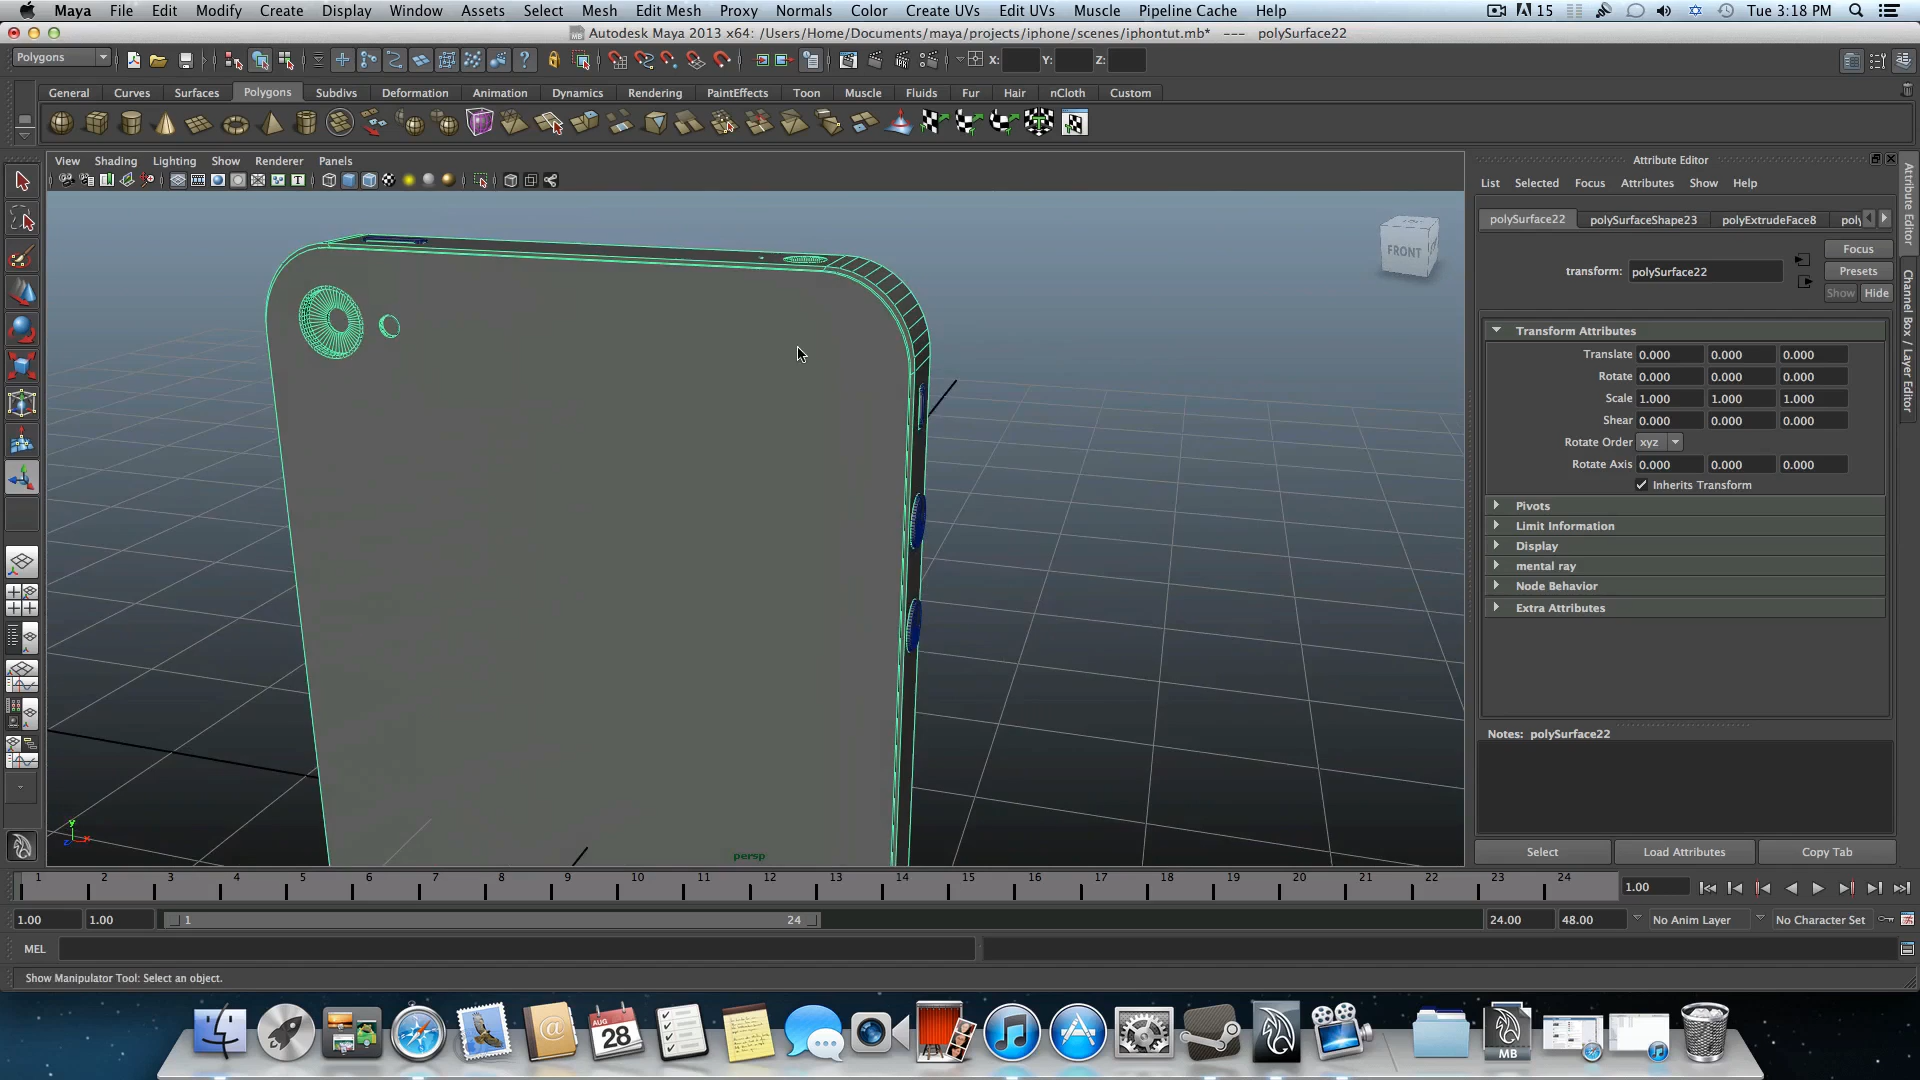 Maya File Edit Modify Create Display Window Assets Select Mesh Edit Mesh Proxy Normals Color Create UVs Edit UVs Muscle Pipeline Cache Help 15 Tue 3:18 PM
Autodesk Maya 2013 x64: /Users/Home/Documents/maya/projects/iphone/scenes/iphontut.mb* --- polySurface22
Polygons X: Y: Z:
General Curves Surfaces Polygons Subdivs Deformation Animation Dynamics Rendering PaintEffects Toon Muscle Fluids Fur Hair nCloth Custom
View Shading Lighting Show Renderer Panels
Attribute Editor
List Selected Focus Attributes Show Help
polySurface22 polySurfaceShape23 polyExtrudeFace8 poly
Focus
transform: polySurface22 Presets
Show Hide
Transform Attributes
Translate 0.000 0.000 0.000
Rotate 0.000 0.000 0.000
Scale 1.000 1.000 1.000
Shear 0.000 0.000 0.000
Rotate Order xyz
Rotate Axis 0.000 0.000 0.000
Inherits Transform
Pivots
Limit Information
Display
mental ray
Node Behavior
Extra Attributes
Notes: polySurface22
Select Load Attributes Copy Tab
Attribute Editor
Channel Box / Layer Editor
FRONT
y
x
z
persp
1 2 3 4 5 6 7 8 9 10 11 12 13 14 15 16 17 18 19 20 21 22 23 24 1.00
1.00 1.00 1 24 24.00 48.00 No Anim Layer No Character Set
MEL
Show Manipulator Tool: Select an object.
AUG
28
MB